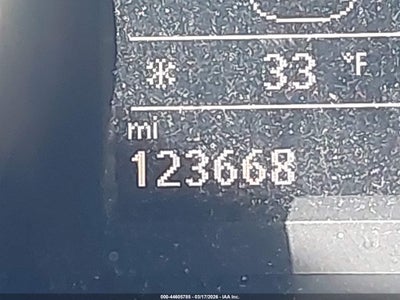 * 33 °F
mi
123668
000-44605785 - 03/17/2026 - IAA Inc.